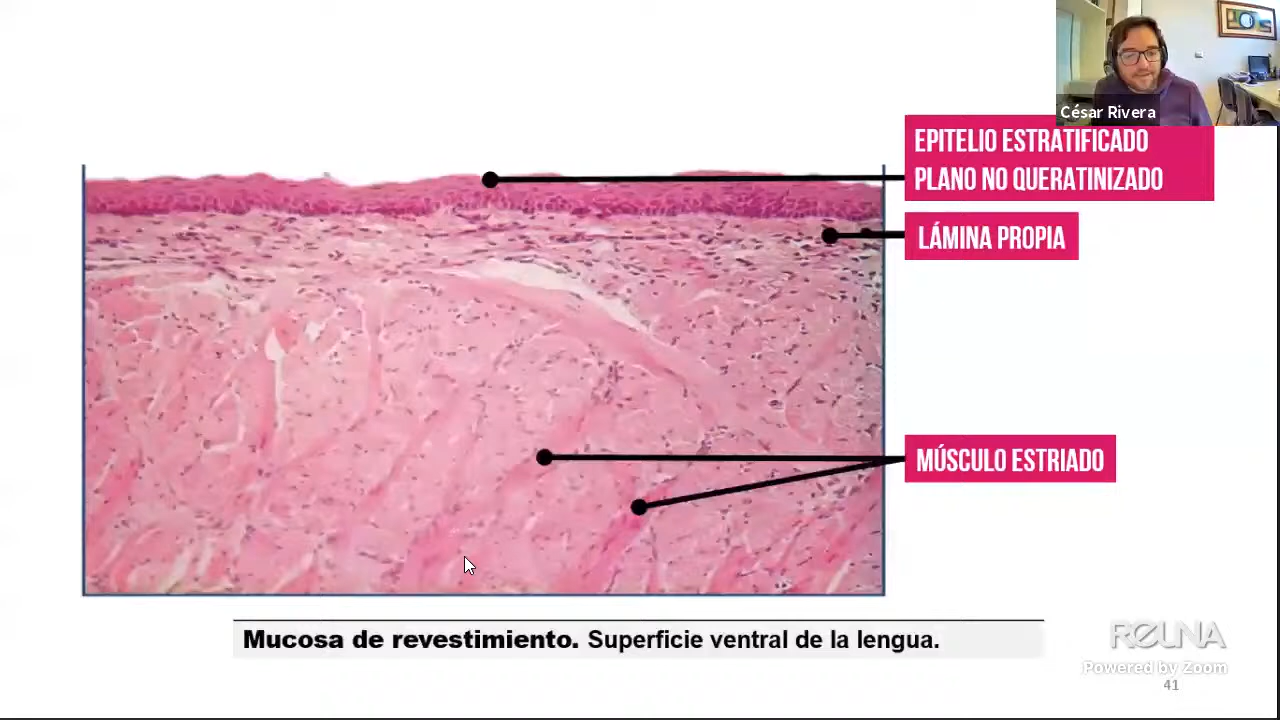 César Rivera
EPITELIO ESTRATIFICADO
PLANO NO QUERATINIZADO
LÁMINA PROPIA
MÚSCULO ESTRIADO
Mucosa de revestimiento. Superficie ventral de la lengua.
REUNA
Powered by Zoom
41